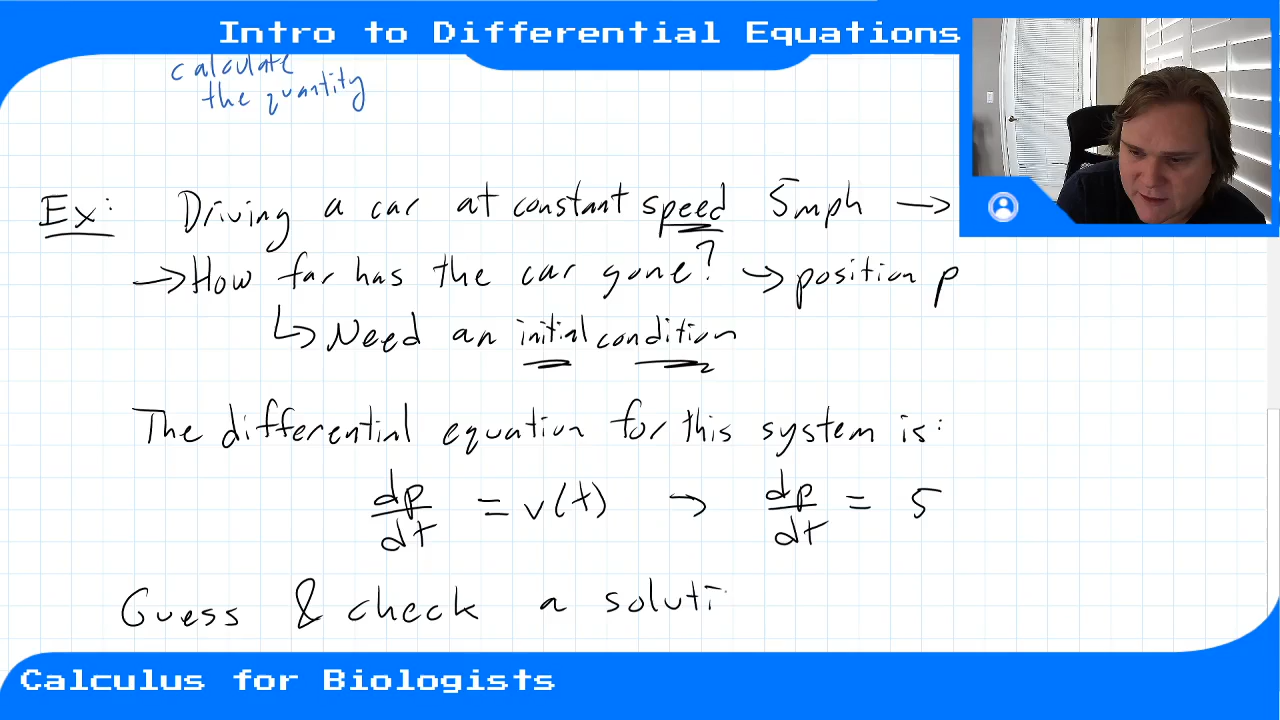 Intro to Differential Equations
calculate
the quantity
Ex: Driving a car at constant speed 5mph →
→ How far has the car gone? → position p
↳ Need an initial condition
The differential equation for this system is:
dp/dt = v(t) → dp/dt = 5
Guess & check a soluti
Calculus for Biologists